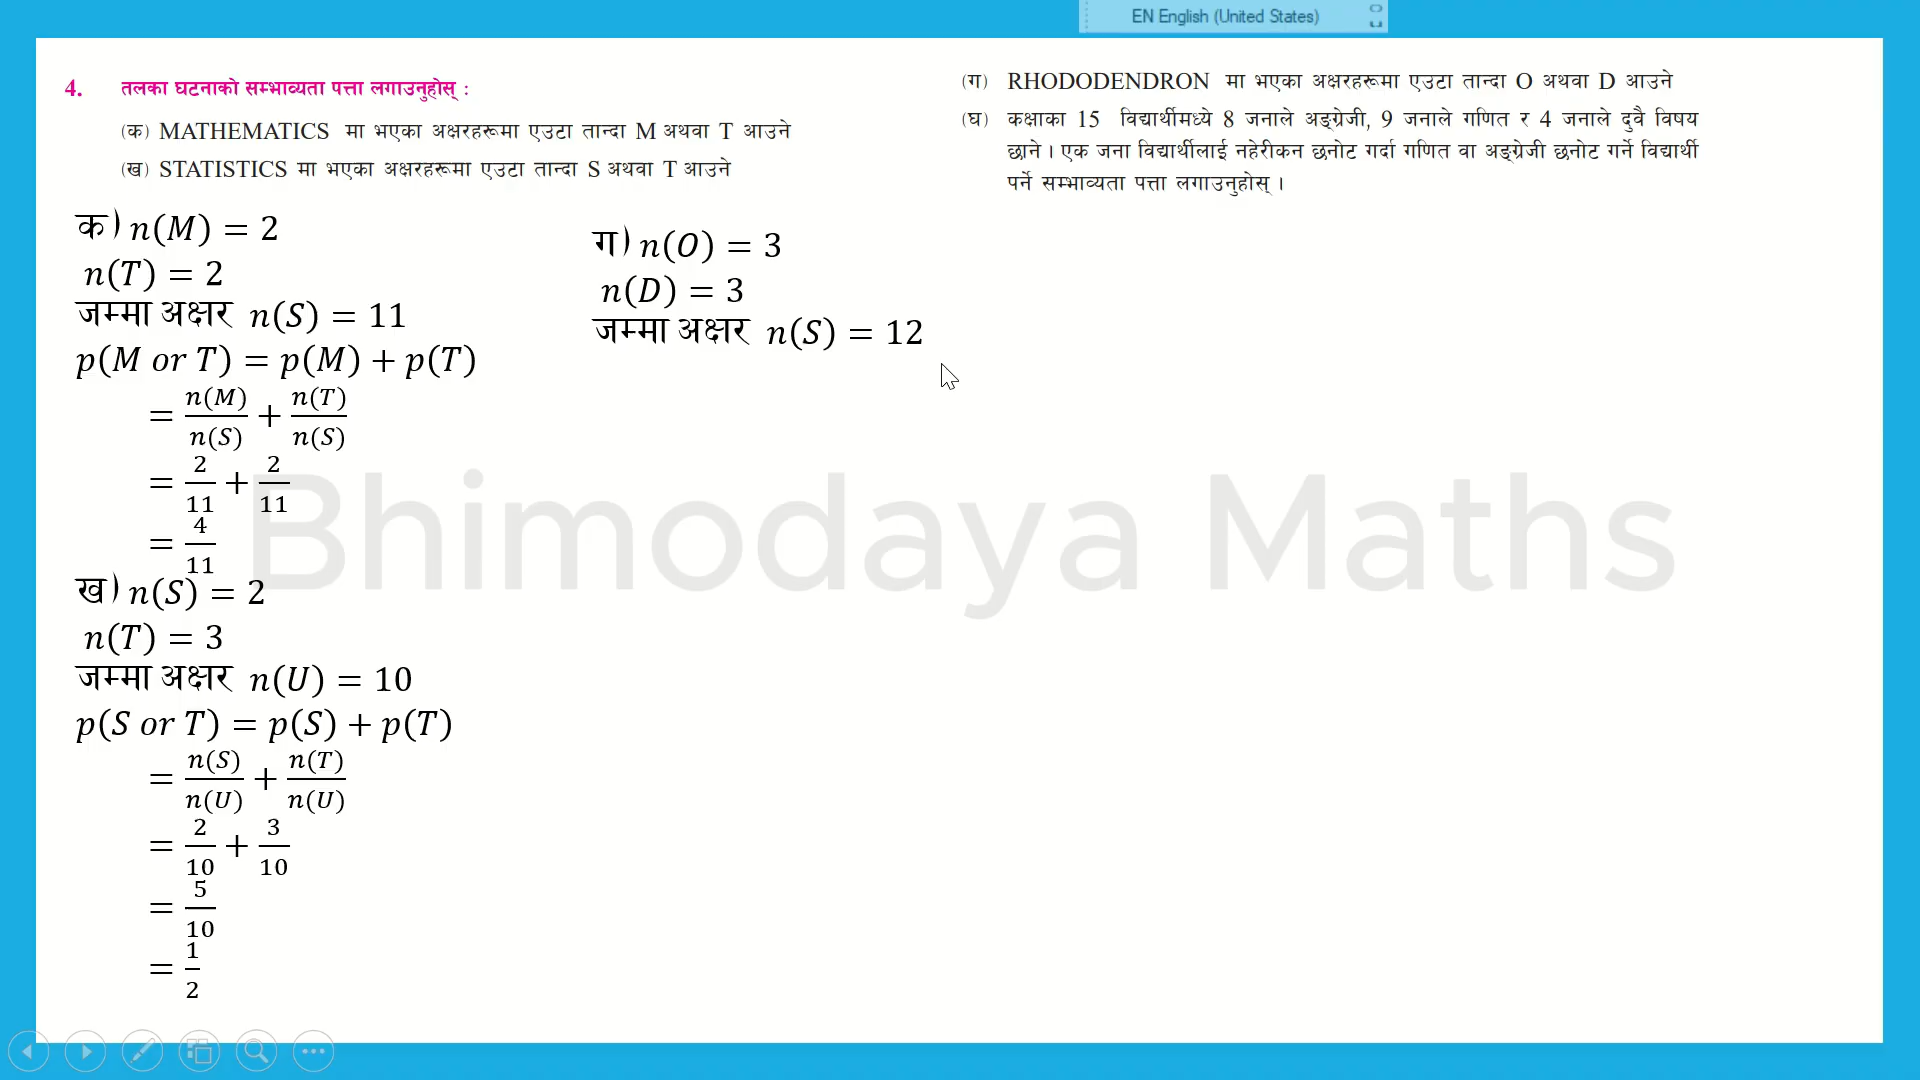 EN English (United States)
4. तलका घटनाको सम्भाव्यता पत्ता लगाउनुहोस् :
(क) MATHEMATICS मा भएका अक्षरहरूमा एउटा तान्दा M अथवा T आउने
(ख) STATISTICS मा भएका अक्षरहरूमा एउटा तान्दा S अथवा T आउने
(ग) RHODODENDRON मा भएका अक्षरहरूमा एउटा तान्दा O अथवा D आउने
(घ) कक्षाका 15 विद्यार्थीमध्ये 8 जनाले अङ्ग्रेजी, 9 जनाले गणित र 4 जनाले दुवै विषय
छाने । एक जना विद्यार्थीलाई नहेरीकन छनोट गर्दा गणित वा अङ्ग्रेजी छनोट गर्ने विद्यार्थी
पर्ने सम्भाव्यता पत्ता लगाउनुहोस् ।
क) n(M) = 2
n(T) = 2
जम्मा अक्षर n(S) = 11
p(M or T) = p(M) + p(T)
= n(M)/n(S) + n(T)/n(S)
= 2/11 + 2/11
= 4/11
ख) n(S) = 2
n(T) = 3
जम्मा अक्षर n(U) = 10
p(S or T) = p(S) + p(T)
= n(S)/n(U) + n(T)/n(U)
= 2/10 + 3/10
= 5/10
= 1/2
ग) n(O) = 3
n(D) = 3
जम्मा अक्षर n(S) = 12
Bhimodaya Maths